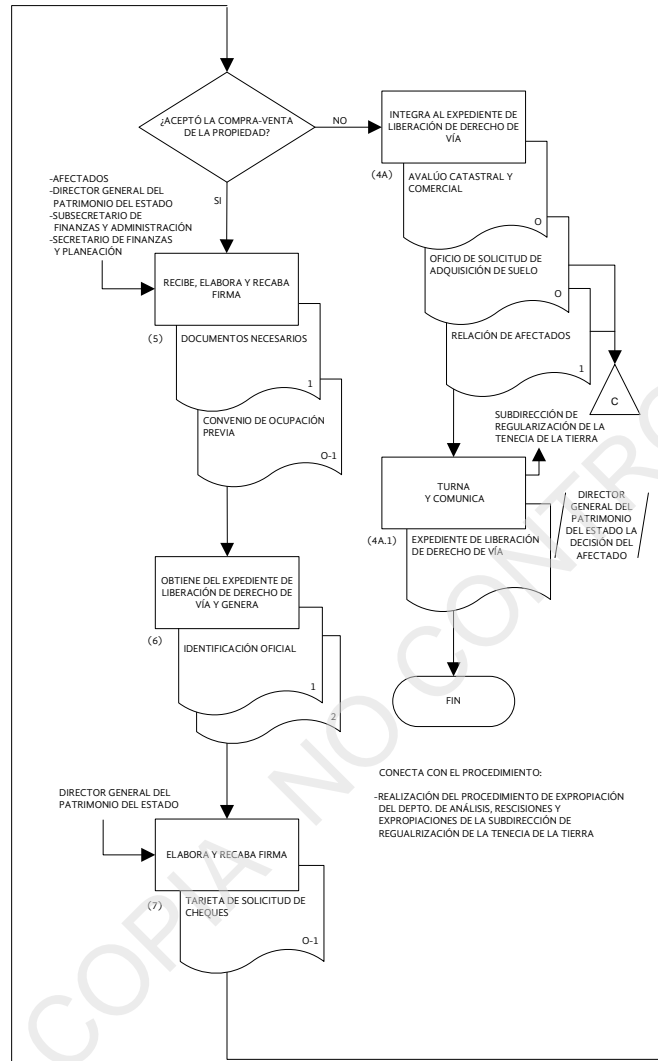 ¿ACEPTÓ LA COMPRA-VENTA
DE LA PROPIEDAD?
NO
SI
-AFECTADOS
-DIRECTOR GENERAL DEL
PATRIMONIO DEL ESTADO
-SUBSECRETARIO DE
FINANZAS Y ADMINISTRACIÓN
-SECRETARIO DE FINANZAS
Y PLANEACIÓN
RECIBE, ELABORA Y RECABA
FIRMA
(5)
DOCUMENTOS NECESARIOS
1
CONVENIO DE OCUPACIÓN
PREVIA
O-1
OBTIENE DEL EXPEDIENTE DE
LIBERACIÓN DE DERECHO DE
VÍA Y GENERA
(6)
IDENTIFICACIÓN OFICIAL
1
2
DIRECTOR GENERAL DEL
PATRIMONIO DEL ESTADO
ELABORA Y RECABA FIRMA
(7)
TARJETA DE SOLICITUD DE
CHEQUES
O-1
INTEGRA AL EXPEDIENTE DE
LIBERACIÓN DE DERECHO DE
VÍA
(4A)
AVALÚO CATASTRAL Y
COMERCIAL
O
OFICIO DE SOLICITUD DE
ADQUISICIÓN DE SUELO
O
RELACIÓN DE AFECTADOS
1
C
SUBDIRECCIÓN DE
REGULARIZACIÓN DE LA
TENECIA DE LA TIERRA
TURNA
Y COMUNICA
(4A.1)
EXPEDIENTE DE LIBERACIÓN
DE DERECHO DE VÍA
DIRECTOR
GENERAL DEL
PATRIMONIO
DEL ESTADO LA
DECISIÓN DEL
AFECTADO
FIN
CONECTA CON EL PROCEDIMIENTO:
-REALIZACIÓN DEL PROCEDIMIENTO DE EXPROPIACIÓN
DEL DEPTO. DE ANÁLISIS, RESCISIONES Y
EXPROPIACIONES DE LA SUBDIRECCIÓN DE
REGUALRIZACIÓN DE LA TENECIA DE LA TIERRA
COPIA NO CONTRO